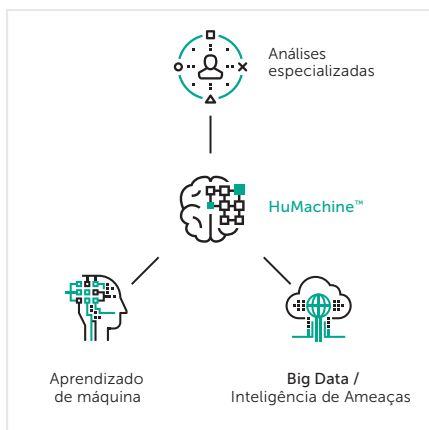 Análises
especializadas
HuMachine™
Aprendizado
de máquina
Big Data /
Inteligência de Ameaças